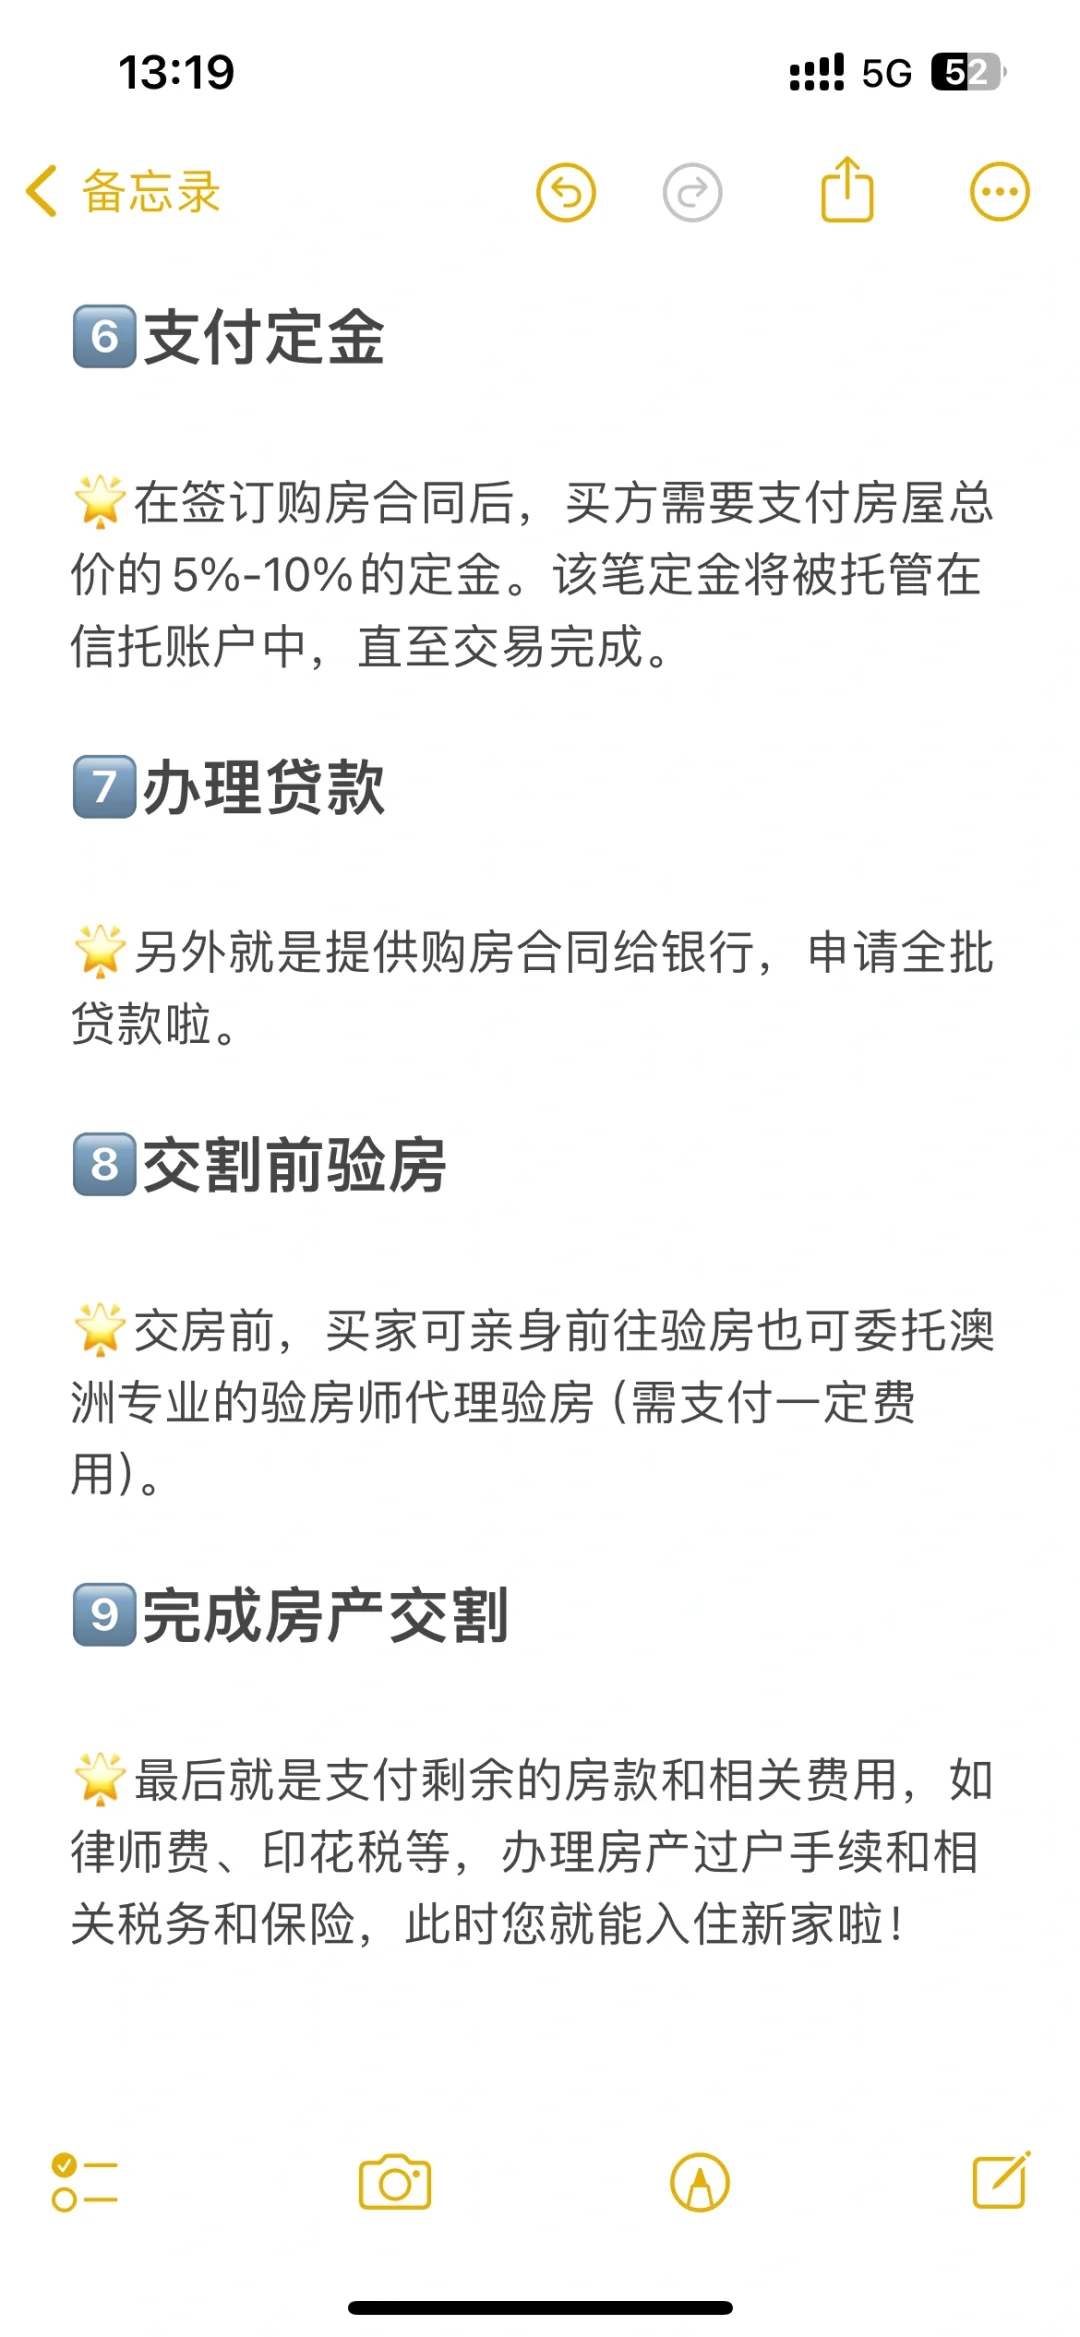 13:19
5G 52
备忘录
6支付定金
🌟在签订购房合同后，买方需要支付房屋总
价的5%-10%的定金。该笔定金将被托管在
信托账户中，直至交易完成。
7办理贷款
🌟另外就是提供购房合同给银行，申请全批
贷款啦。
8交割前验房
🌟交房前，买家可亲身前往验房也可委托澳
洲专业的验房师代理验房（需支付一定费
用）。
9完成房产交割
🌟最后就是支付剩余的房款和相关费用，如
律师费、印花税等，办理房产过户手续和相
关税务和保险，此时您就能入住新家啦！